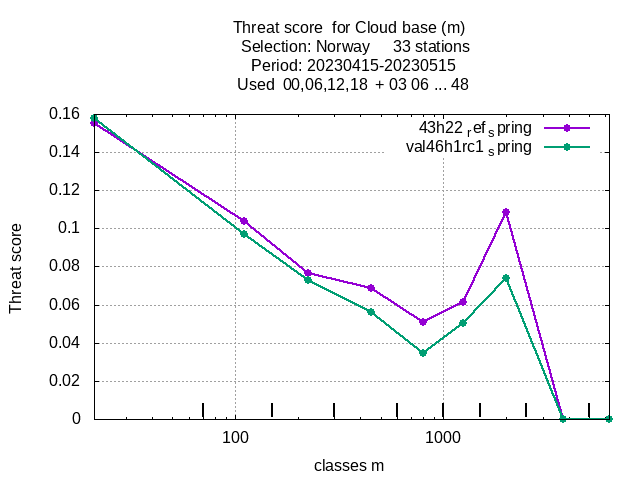 Threat score  for Cloud base (m)
Selection: Norway     33 stations
Period: 20230415-20230515
Used  00,06,12,18  + 03 06 ... 48
43h22 ref spring
val46h1rc1 spring
0.16
0.14
0.12
0.1
0.08
0.06
0.04
0.02
0
Threat score
100 1000
classes m